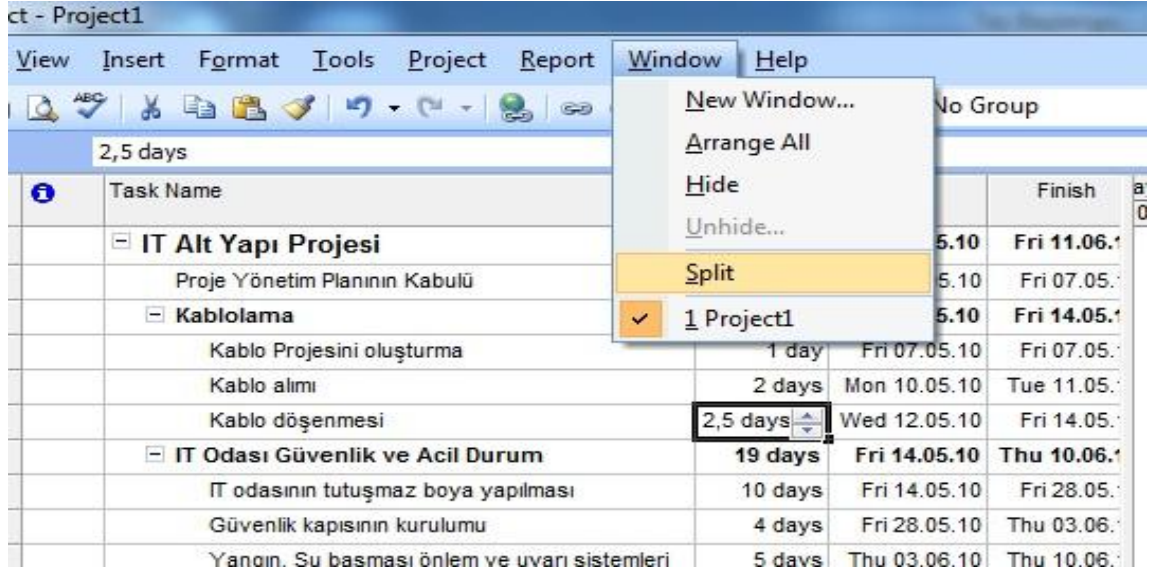 ct - Project1
View Insert Format Tools Project Report Window Help
ABC No Group
New Window...
Arrange All
Hide
Unhide...
Split
1 Project1
2,5 days
Task Name Finish
IT Alt Yapı Projesi 5.10 Fri 11.06.1
Proje Yönetim Planının Kabulü 5.10 Fri 07.05.
Kablolama 5.10 Fri 14.05.1
Kablo Projesini oluşturma 1 day Fri 07.05.10 Fri 07.05.
Kablo alımı 2 days Mon 10.05.10 Tue 11.05.
Kablo döşenmesi 2,5 days Wed 12.05.10 Fri 14.05.
IT Odası Güvenlik ve Acil Durum 19 days Fri 14.05.10 Thu 10.06.1
IT odasının tutuşmaz boya yapılması 10 days Fri 14.05.10 Fri 28.05.
Güvenlik kapısının kurulumu 4 days Fri 28.05.10 Thu 03.06.
Yangın, Su basması önlem ve uyarı sistemleri 5 days Thu 03.06.10 Thu 10.06.